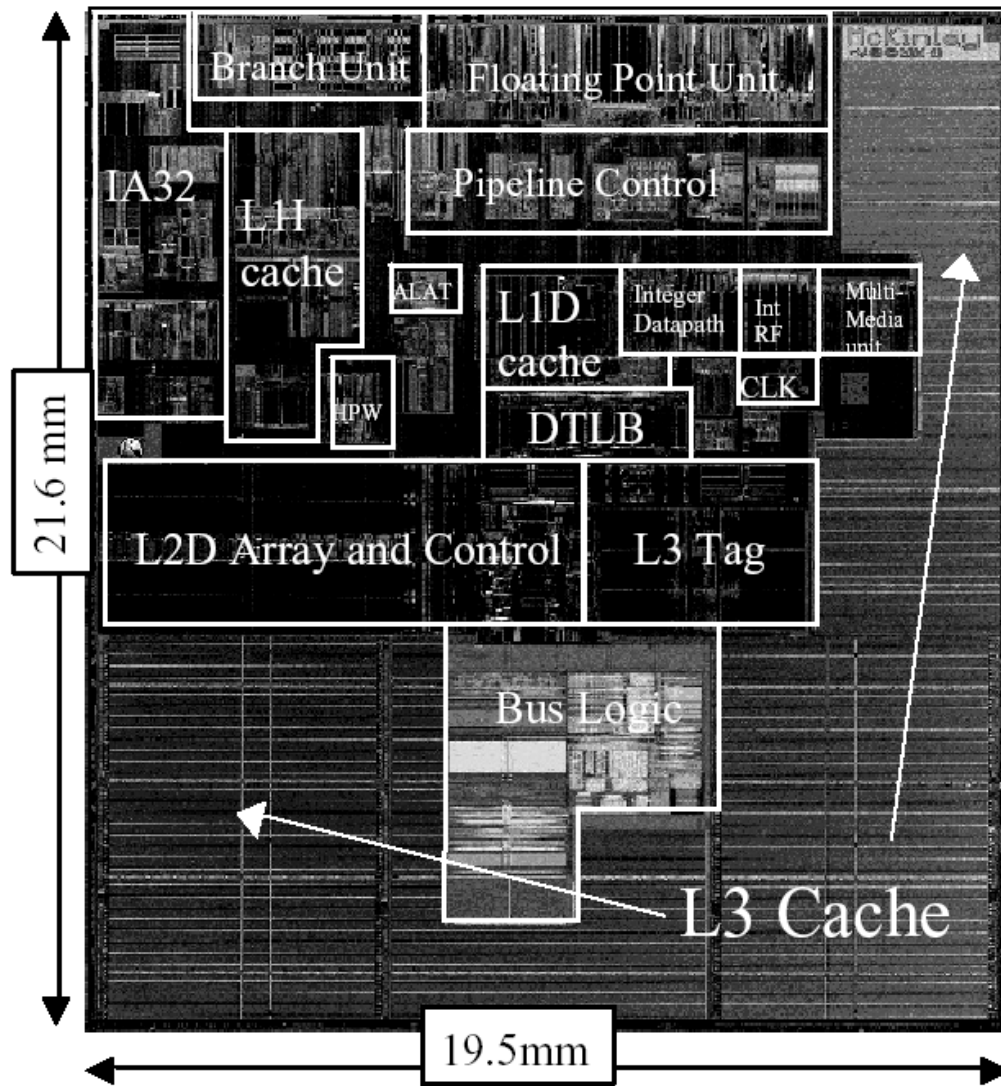 McKinley
Branch Unit
Floating Point Unit
IA32
L1I
cache
Pipeline Control
ALAT
L1D
cache
Integer
Datapath
Int
RF
Multi-
Media
unit
HPW
CLK
DTLB
21.6 mm
L2D Array and Control
L3 Tag
Bus Logic
L3 Cache
19.5mm